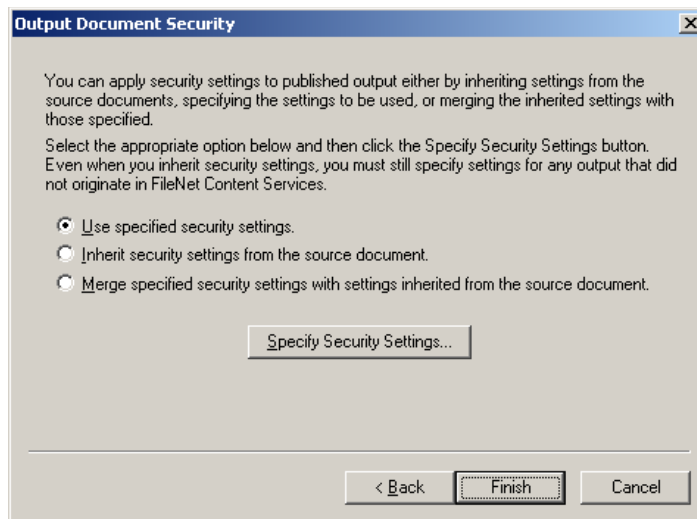 Output Document Security
You can apply security settings to published output either by inheriting settings from the
source documents, specifying the settings to be used, or merging the inherited settings with
those specified.
Select the appropriate option below and then click the Specify Security Settings button.
Even when you inherit security settings, you must still specify settings for any output that did
not originate in FileNet Content Services.
Use specified security settings.
Inherit security settings from the source document.
Merge specified security settings with settings inherited from the source document.
Specify Security Settings...
< Back Finish Cancel